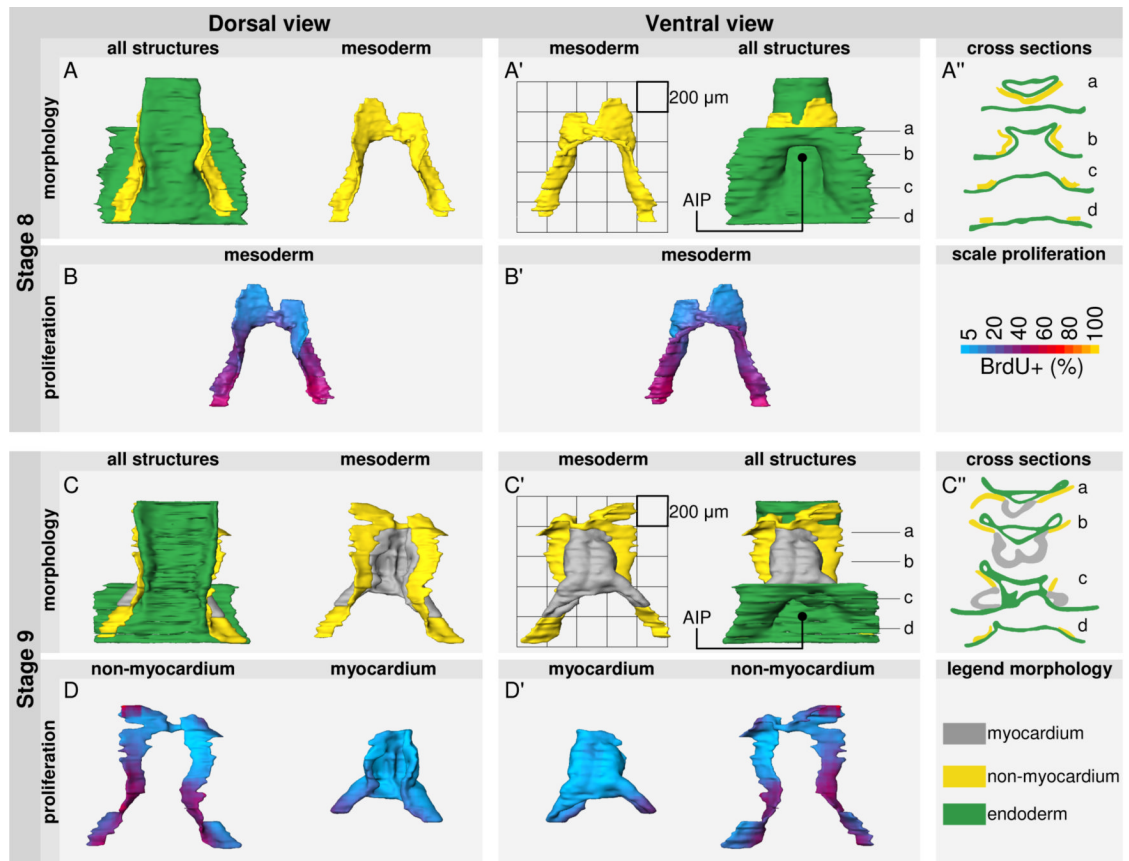 Dorsal view
Ventral view
all structures
mesoderm
mesoderm
all structures
cross sections
Stage 8
morphology
A
A'
200 µm
AIP
a
b
c
d
A"
a
b
c
d
mesoderm
mesoderm
scale proliferation
proliferation
B
B'
5 20 40 60 80 100
BrdU+ (%)
all structures
mesoderm
mesoderm
all structures
cross sections
Stage 9
morphology
C
C'
200 µm
AIP
a
b
c
d
C"
a
b
c
d
non-myocardium
myocardium
myocardium
non-myocardium
legend morphology
proliferation
D
D'
myocardium
non-myocardium
endoderm